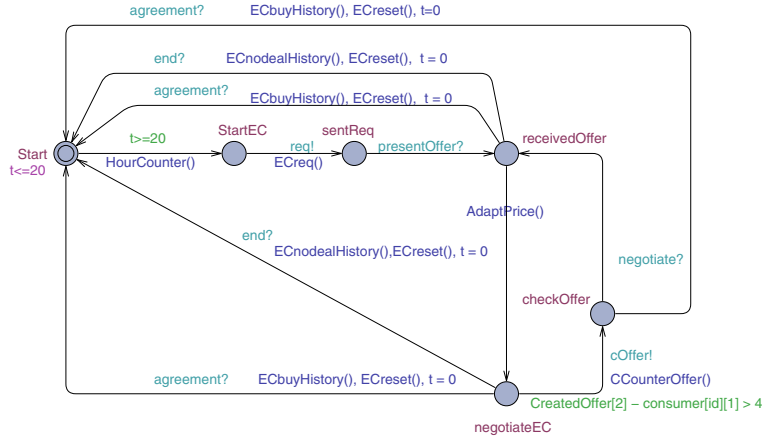 agreement? ECbuyHistory(), ECreset(), t=0
end? ECnodealHistory(), ECreset(), t = 0
agreement? ECbuyHistory(), ECreset(), t = 0
StartEC
sentReq
t>=20
receivedOffer
req!
presentOffer?
Start
HourCounter()
ECreq()
t<=20
AdaptPrice()
end?
ECnodealHistory(),ECreset(), t = 0
negotiate?
checkOffer
cOffer!
agreement? ECbuyHistory(), ECreset(), t = 0
CCounterOffer()
CreatedOffer[2] − consumer[id][1] > 4
negotiateEC